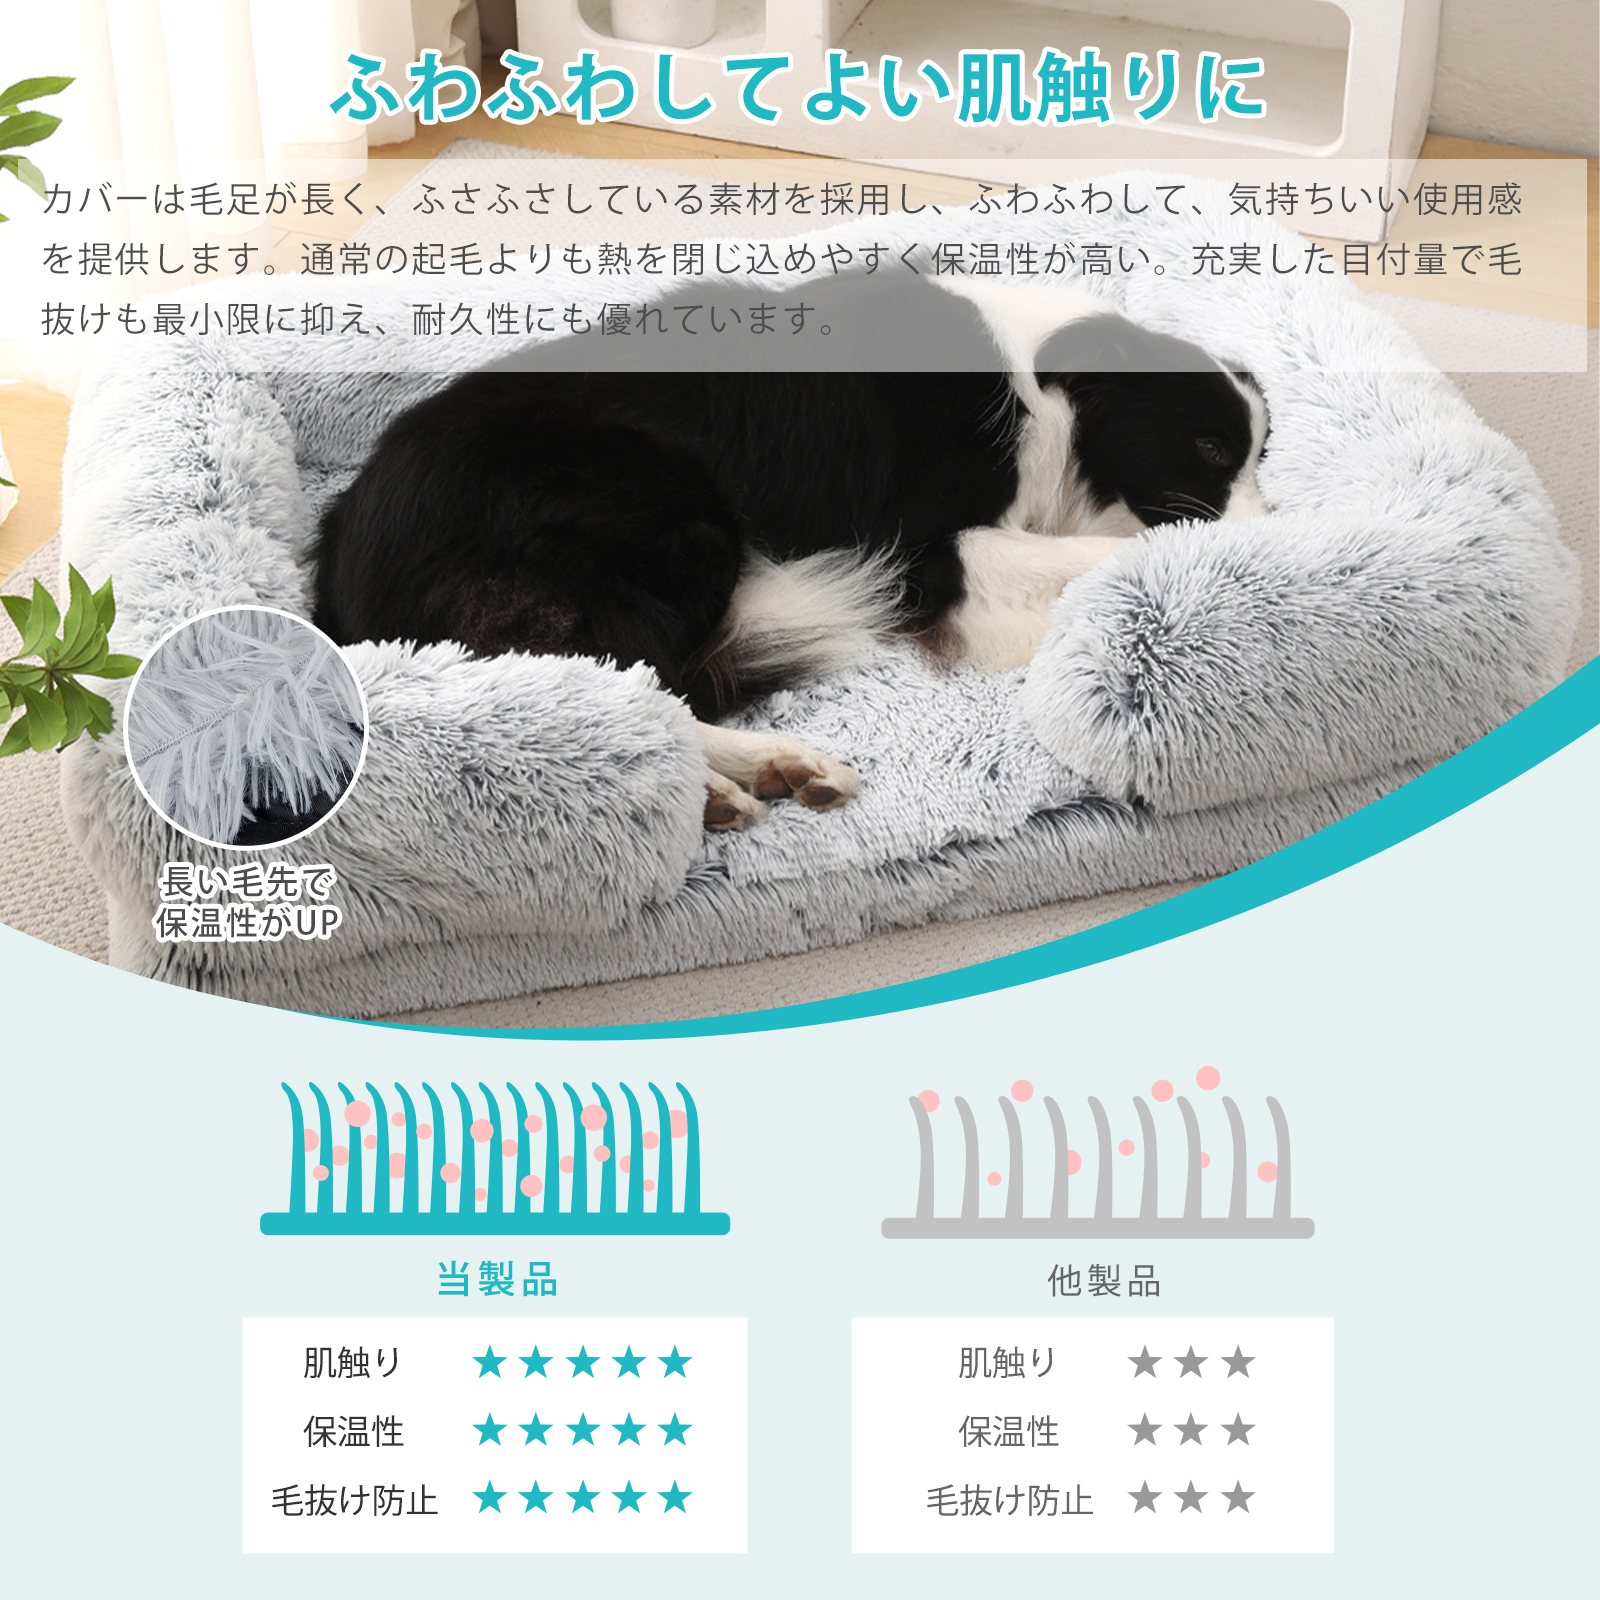 ふわふわしてよい肌触りに
カバーは毛足が長く、ふさふさしている素材を採用し、ふわふわして、気持ちいい使用感
を提供します。通常の起毛よりも熱を閉じ込めやすく保温性が高い。充実した目付量で毛
抜けも最小限に抑え、耐久性にも優れています。
長い毛先で
保温性がUP
当製品
肌触り ★★★★★
保温性 ★★★★★
毛抜け防止 ★★★★★
他製品
肌触り ★★★
保温性 ★★★
毛抜け防止 ★★★